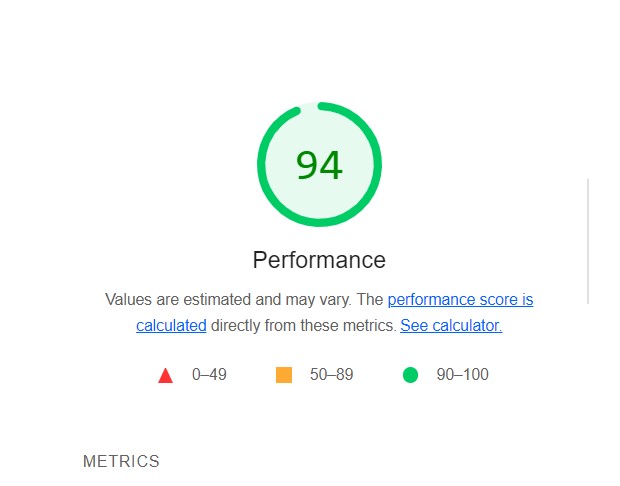 94
Performance
Values are estimated and may vary. The performance score is
calculated directly from these metrics. See calculator.
0–49 50–89 90–100
METRICS